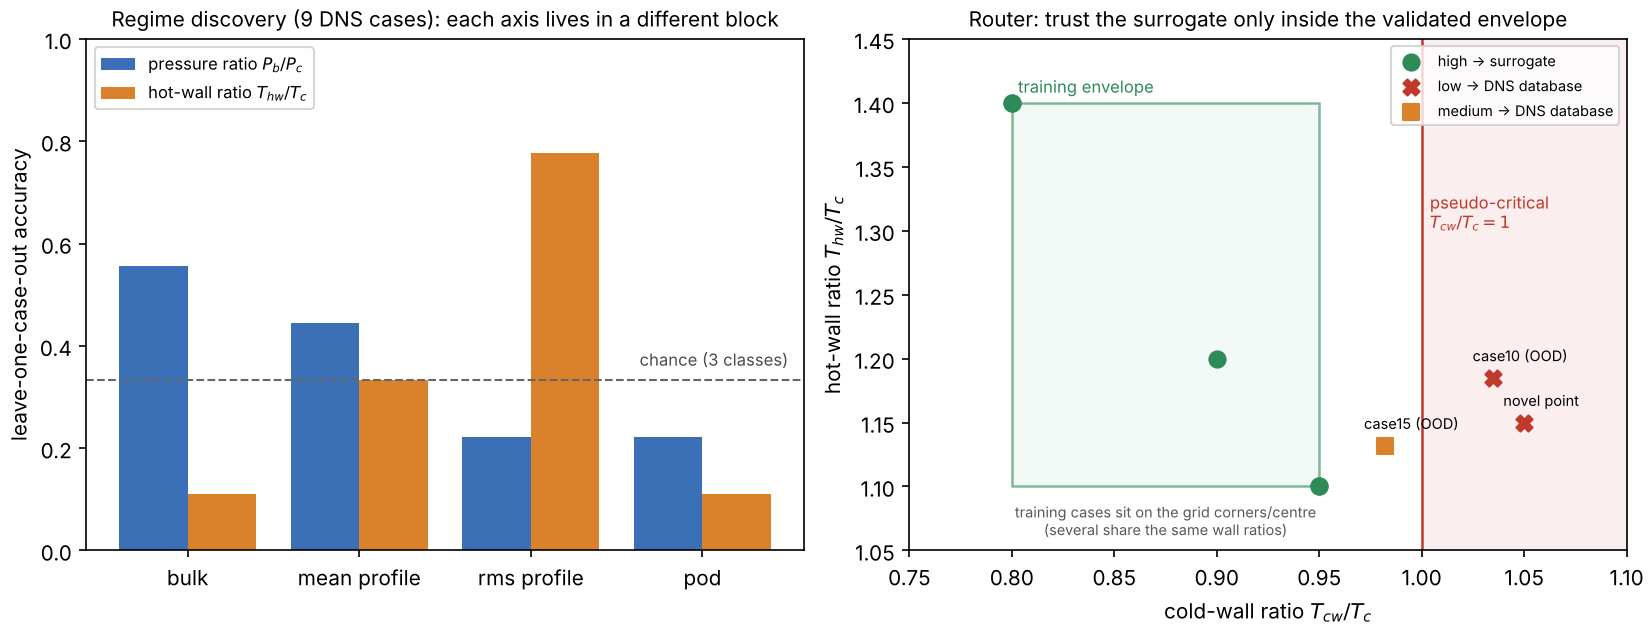 Regime discovery (9 DNS cases): each axis lives in a different block
leave-one-case-out accuracy
1.0
0.8
0.6
0.4
0.2
0.0
pressure ratio P_b/P_c
hot-wall ratio T_hw/T_c
chance (3 classes)
bulk
mean profile
rms profile
pod
Router: trust the surrogate only inside the validated envelope
hot-wall ratio T_hw/T_c
1.45
1.40
1.35
1.30
1.25
1.20
1.15
1.10
1.05
high → surrogate
low → DNS database
medium → DNS database
training envelope
pseudo-critical
T_cw/T_c = 1
case10 (OOD)
novel point
case15 (OOD)
training cases sit on the grid corners/centre
(several share the same wall ratios)
0.75
0.80
0.85
0.90
0.95
1.00
1.05
1.10
cold-wall ratio T_cw/T_c